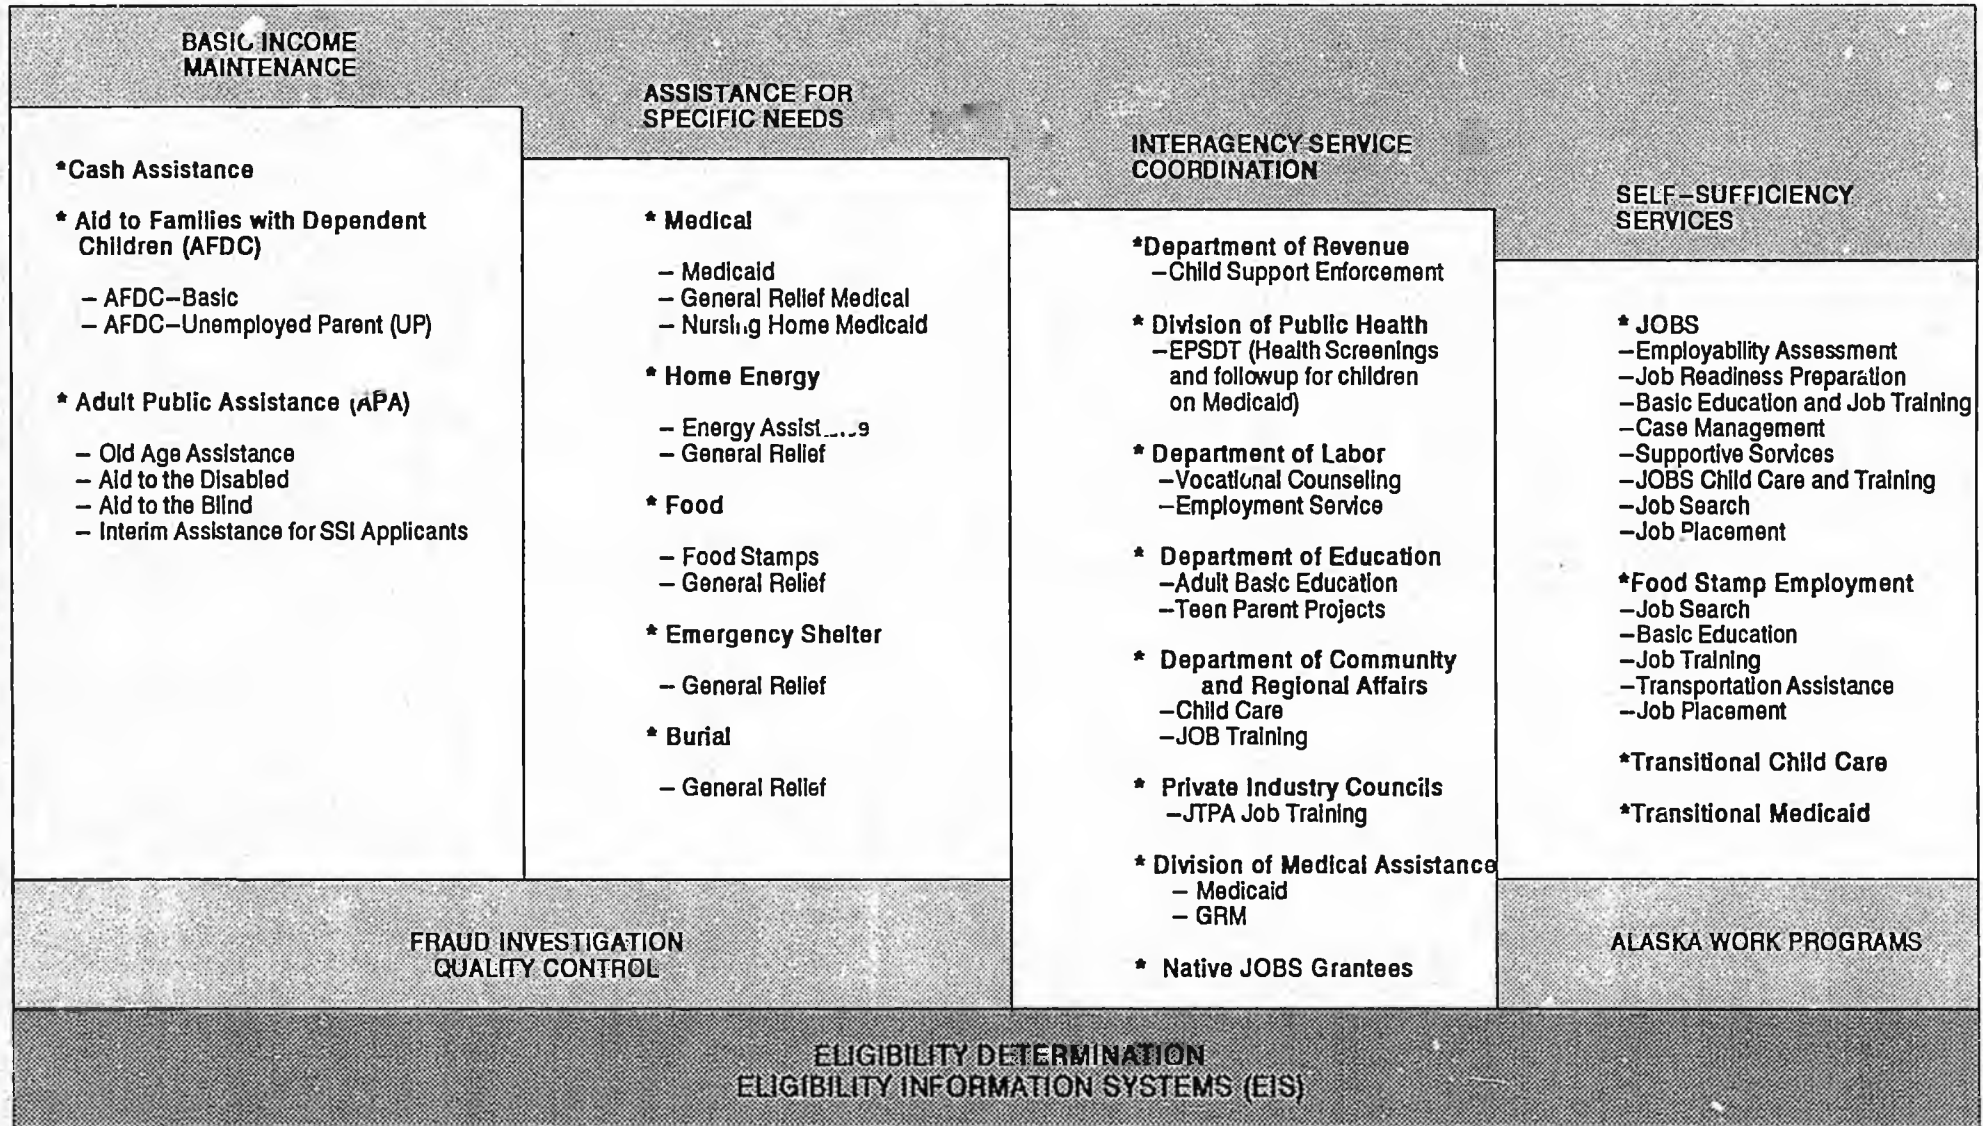 BASIC INCOME
MAINTENANCE
*Cash Assistance
* Aid to Families with Dependent
Children (AFDC)
– AFDC–Basic
– AFDC–Unemployed Parent (UP)
* Adult Public Assistance (APA)
– Old Age Assistance
– Aid to the Disabled
– Aid to the Blind
– Interim Assistance for SSI Applicants
ASSISTANCE FOR
SPECIFIC NEEDS
* Medical
– Medicaid
– General Relief Medical
– Nursing Home Medicaid
* Home Energy
– Energy
– General Relief
* Food
– Food Stamps
– General Relief
* Emergency Shelter
– General Relief
* Burial
– General Relief
INTERAGENCY SERVICE
COORDINATION
*Department of Revenue
–Child Support Enforcement
* Division of Public Health
–EPSDT (Health Screenings
and followup for children
on Medicaid)
* Department of Labor
–Vocational Counseling
–Employment Service
* Department of Education
–Adult Basic Education
–Teen Parent Projects
* Department of Community
and Regional Affairs
–Child Care
–JOB Training
* Private Industry Councils
–JTPA Job Training
* Division of Medical Assistance
– Medicaid
– GRM
* Native JOBS Grantees
SELF–SUFFICIENCY
SERVICES
* JOBS
–Employability Assessment
–Job Readiness Preparation
–Basic Education and Job Training
–Case Management
–Supportive Services
–JOBS Child Care and Training
–Job Search
–Job Placement
*Food Stamp Employment
–Job Search
–Basic Education
–Job Training
–Transportation Assistance
–Job Placement
*Transitional Child Care
*Transitional Medicaid
FRAUD INVESTIGATION
QUALITY CONTROL
ALASKA WORK PROGRAMS
ELIGIBILITY DETERMINATION
ELIGIBILITY INFORMATION SYSTEMS (EIS)